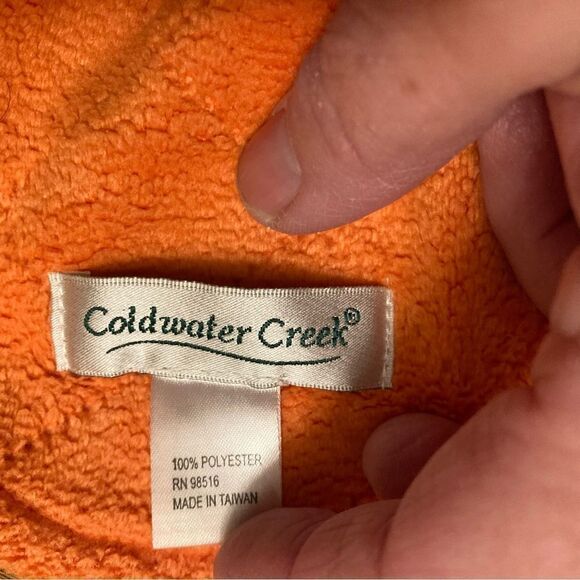 Coldwater Creek®
100% POLYESTER
RN 98516
MADE IN TAIWAN